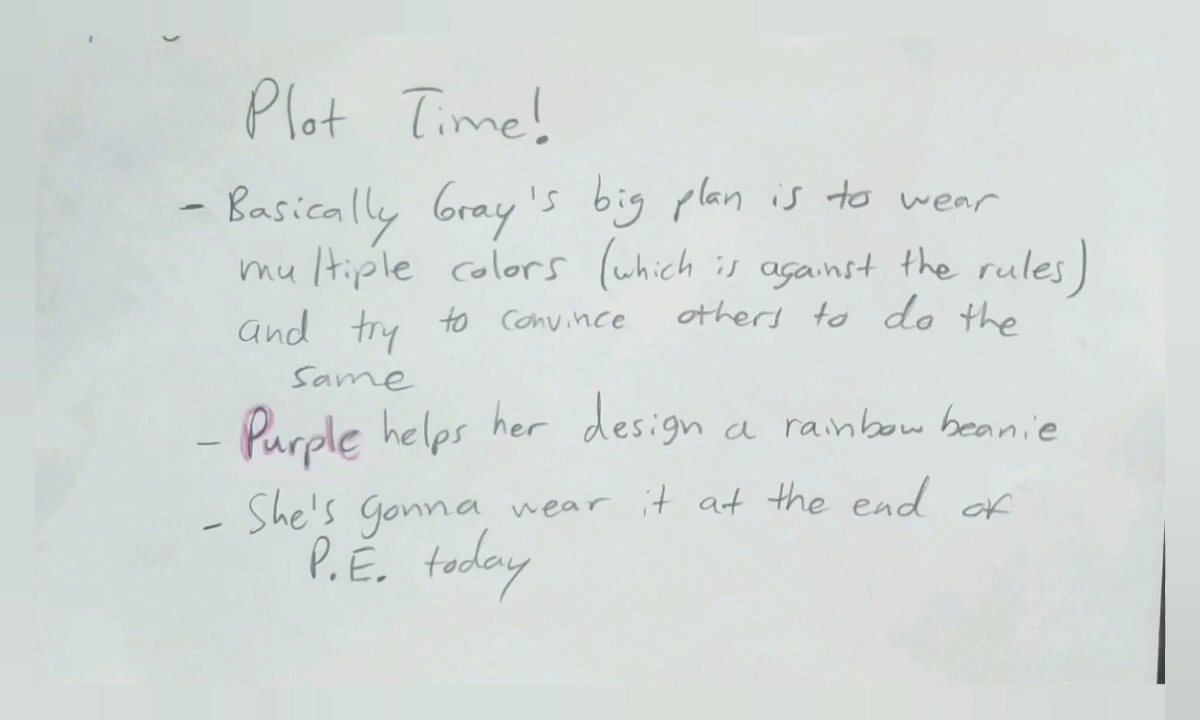 Plot Time!
- Basically Gray's big plan is to wear
multiple colors (which is against the rules)
and try to convince others to do the
same
- Purple helps her design a rainbow beanie
- She's gonna wear it at the end of
P.E. today